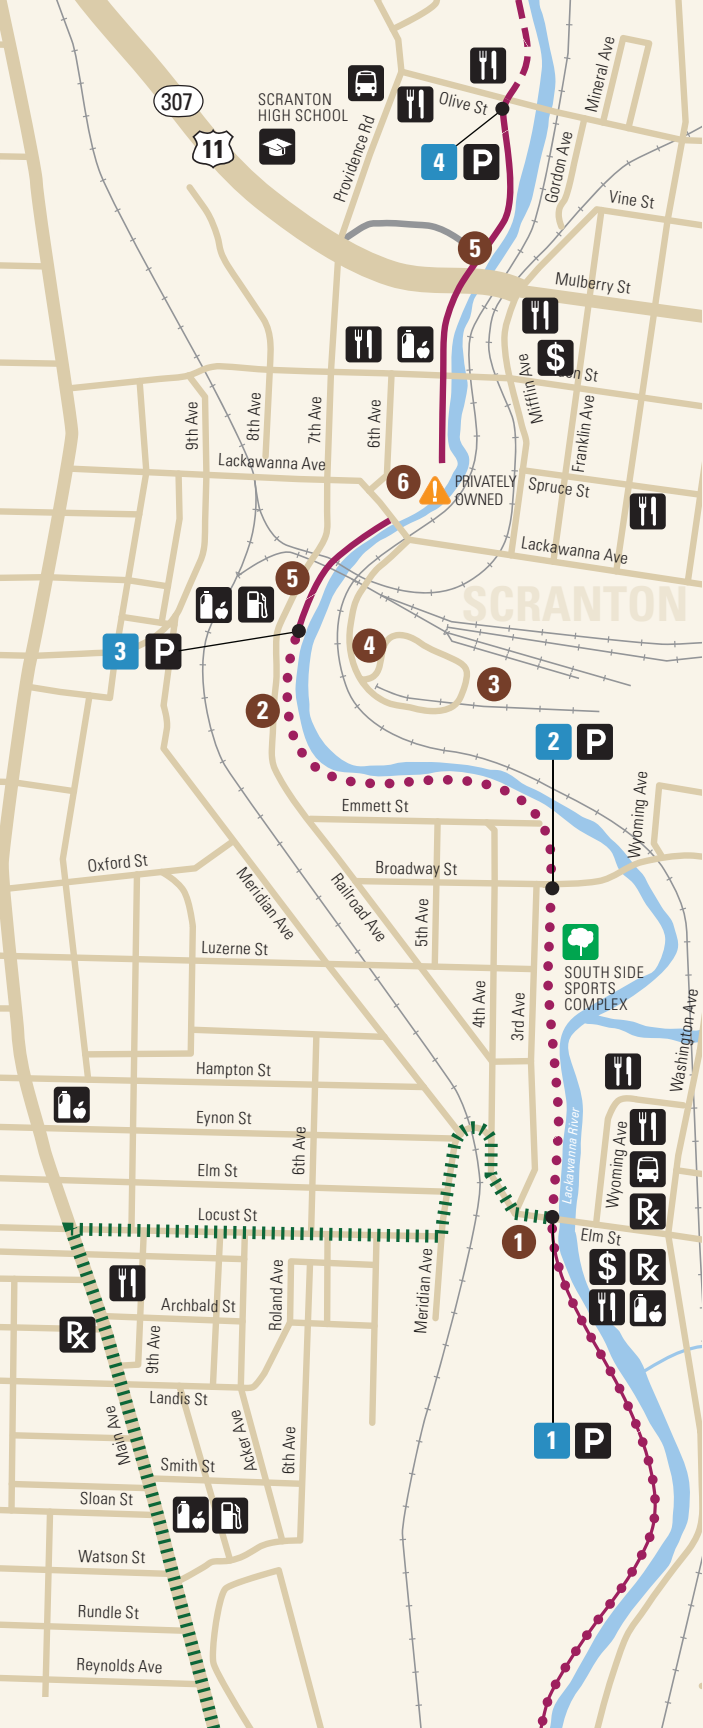 Mineral Ave
Olive St
307
SCRANTON
HIGH SCHOOL
11
Providence Rd
4 P
Gordon Ave
Vine St
5
Mulberry St
$
on St
Mifflin Ave
9th Ave
8th Ave
7th Ave
6th Ave
Franklin Ave
Lackawanna Ave
6
!
PRIVATELY
OWNED
Spruce St
Lackawanna Ave
5
SCRANTON
3 P
4
3
2
2 P
Wyoming Ave
Emmett St
Oxford St
Broadway St
Meridian Ave
Railroad Ave
5th Ave
Luzerne St
SOUTH SIDE
SPORTS
COMPLEX
4th Ave
3rd Ave
Washington Ave
Hampton St
Eynon St
6th Ave
Lackawanna River
Wyoming Ave
Elm St
Rx
Locust St
1
Elm St
$ Rx
Meridian Ave
Roland Ave
Archbald St
Rx
9th Ave
Landis St
Main Ave
Acker Ave
6th Ave
1 P
Smith St
Sloan St
Watson St
Rundle St
Reynolds Ave